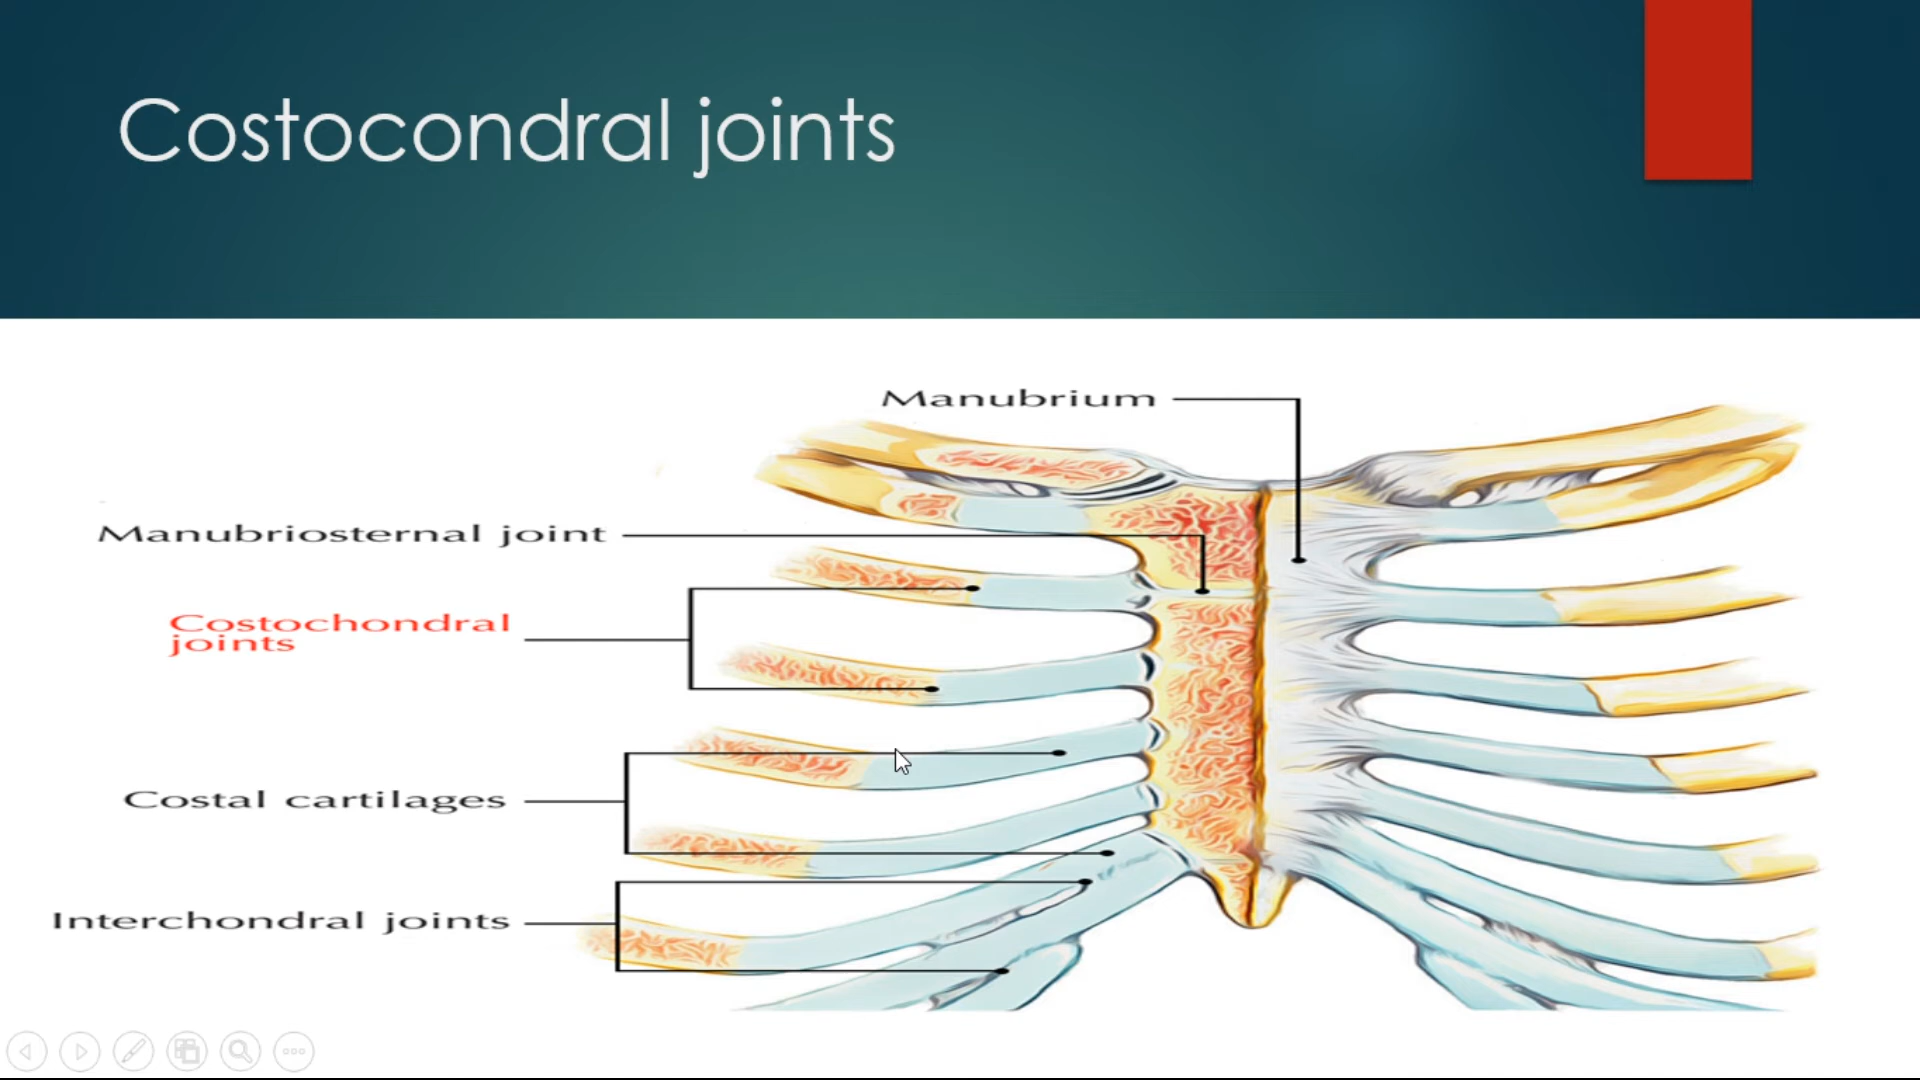 Costocondral joints
Manubrium
Manubriosternal joint
Costochondral
joints
Costal cartilages
Interchondral joints